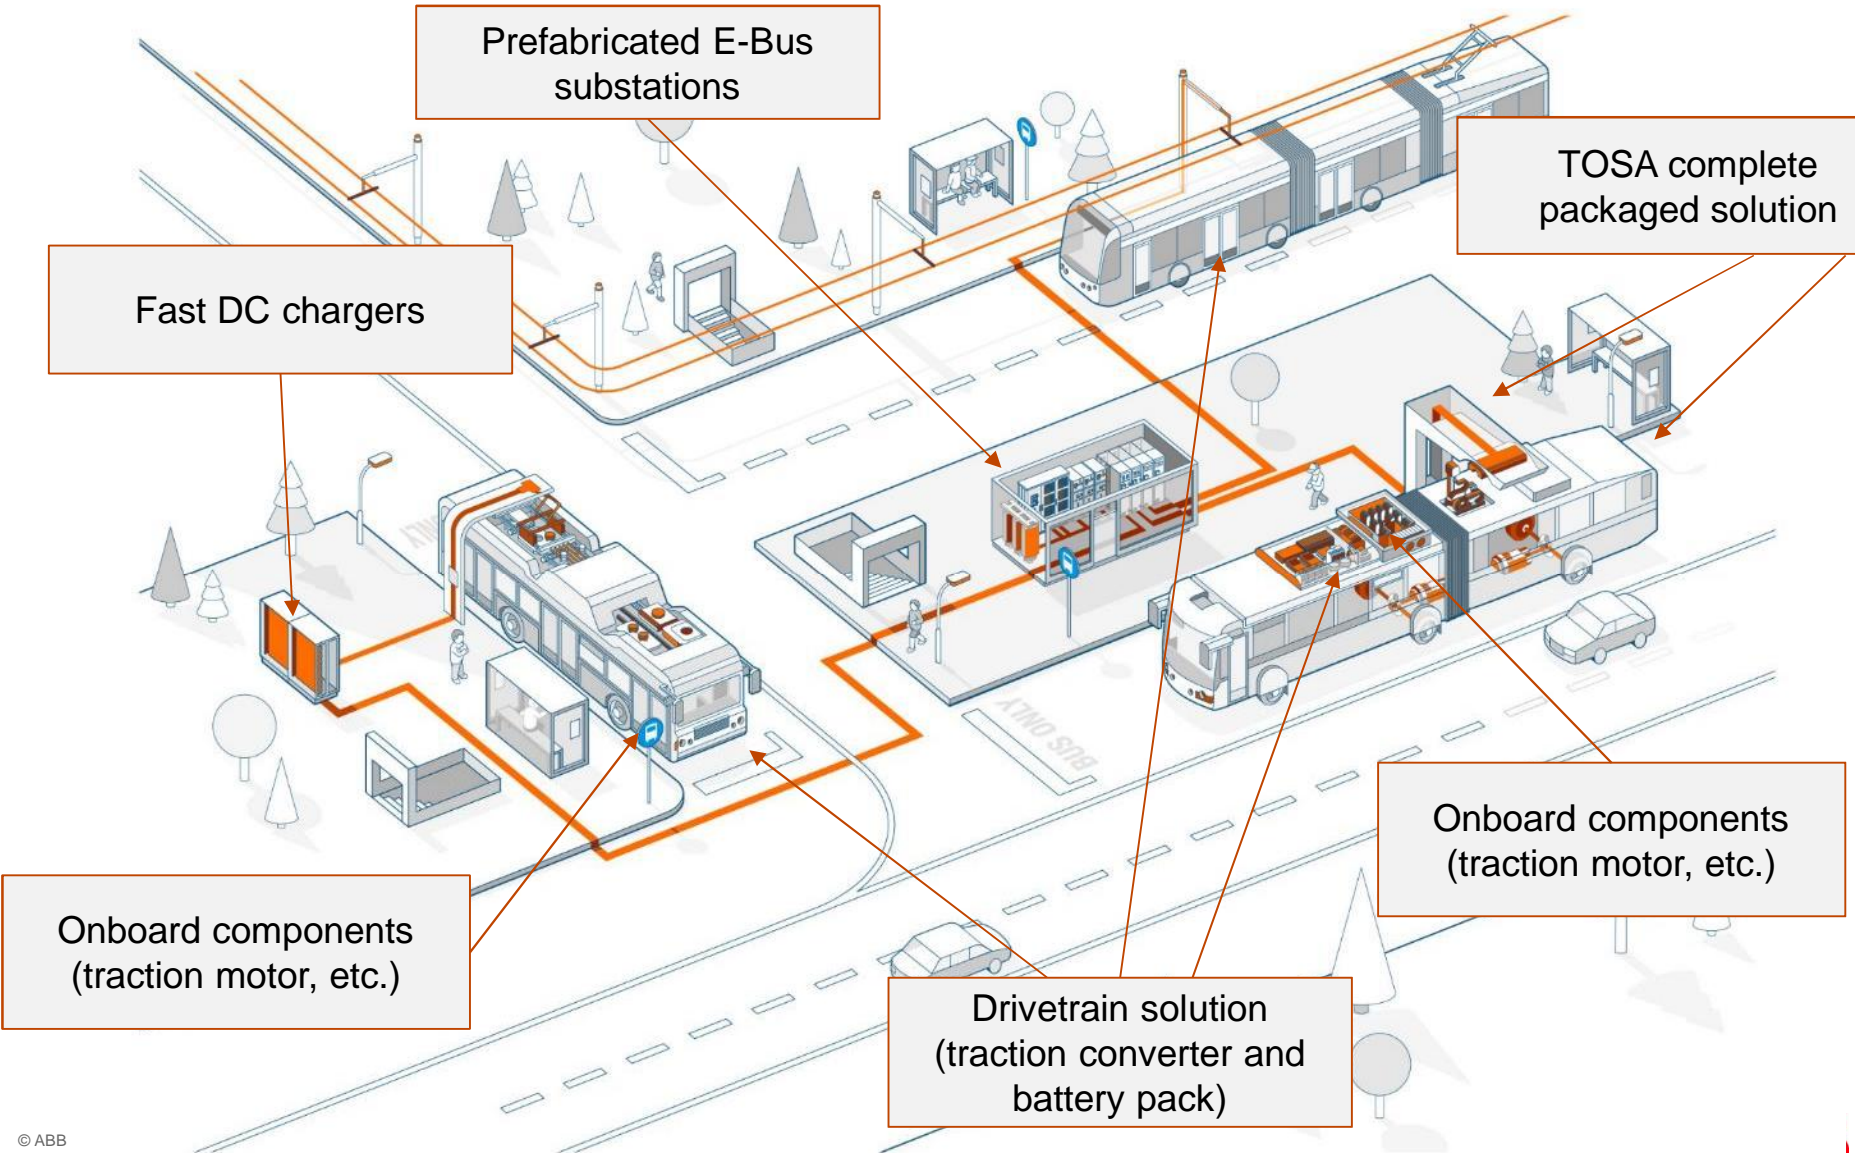 Prefabricated E-Bus
substations
TOSA complete
packaged solution
Fast DC chargers
ONLY
BUS ONLY
Onboard components
(traction motor, etc.)
Onboard components
(traction motor, etc.)
Drivetrain solution
(traction converter and
battery pack)
© ABB